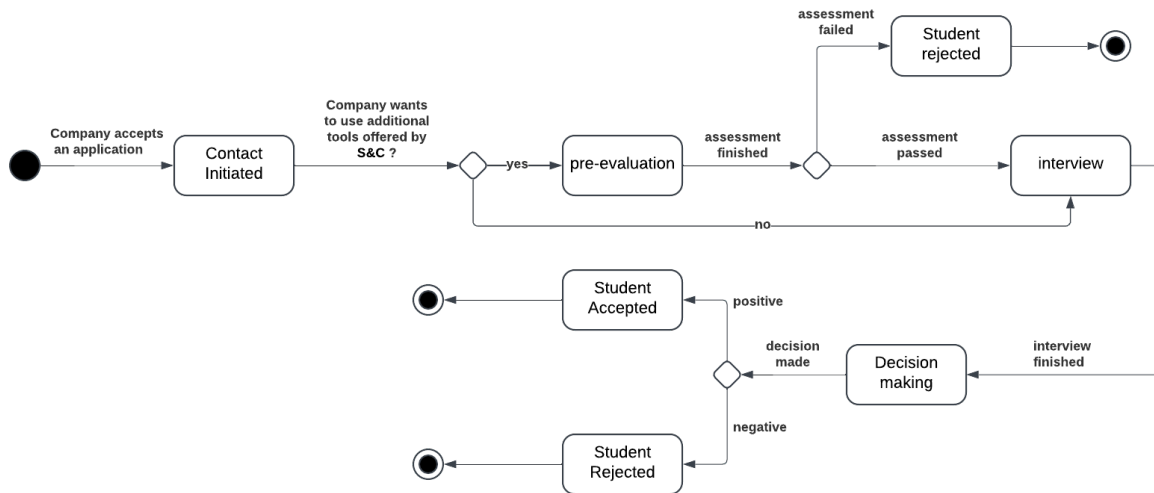 Company accepts
an application
Contact
Initiated
Company wants
to use additional
tools offered by
S&C ?
yes
pre-evaluation
assessment
finished
assessment
failed
Student
rejected
assessment
passed
interview
no
interview
finished
Decision
making
decision
made
positive
Student
Accepted
negative
Student
Rejected